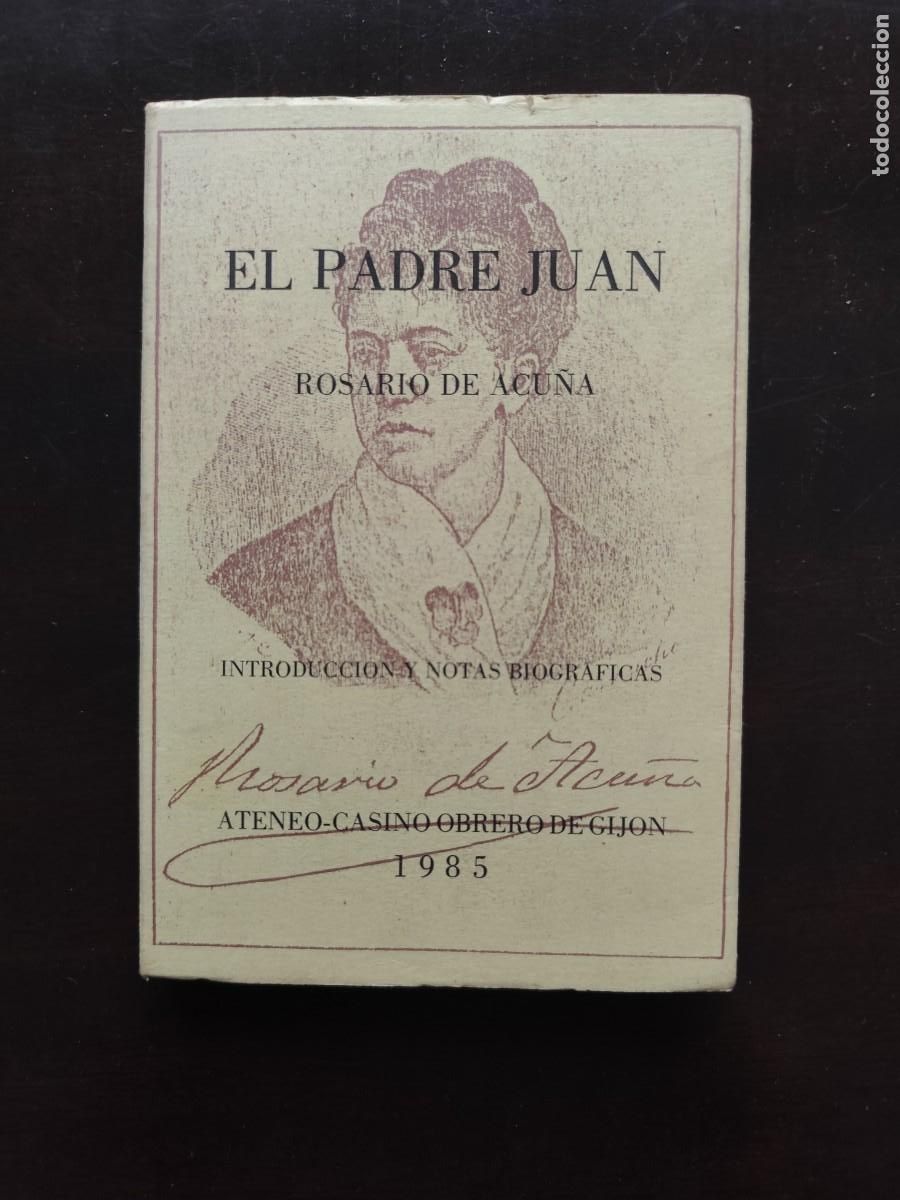 todocoleccion
EL PADRE JUAN
ROSARIO DE ACUÑA
INTRODUCCION Y NOTAS BIOGRAFICAS
Rosario de Acuña
ATENEO-CASINO OBRERO DE GIJON
1985